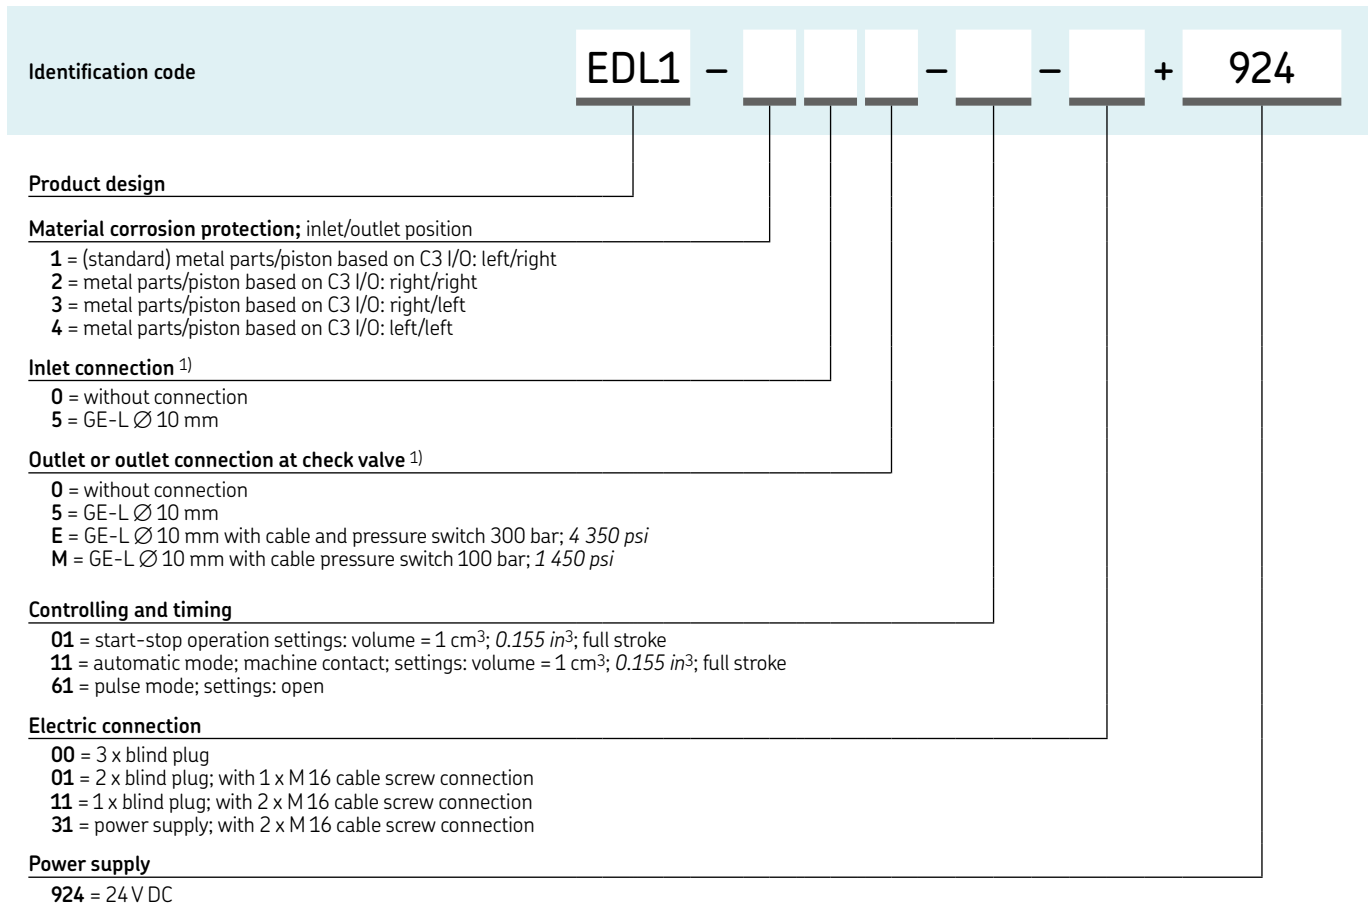 Identification code EDL1 – – – + 924
Product design
Material corrosion protection; inlet/outlet position
1 = (standard) metal parts/piston based on C3 I/O: left/right
2 = metal parts/piston based on C3 I/O: right/right
3 = metal parts/piston based on C3 I/O: right/left
4 = metal parts/piston based on C3 I/O: left/left
Inlet connection 1)
0 = without connection
5 = GE-L ∅ 10 mm
Outlet or outlet connection at check valve 1)
0 = without connection
5 = GE-L ∅ 10 mm
E = GE-L ∅ 10 mm with cable and pressure switch 300 bar; 4 350 psi
M = GE-L ∅ 10 mm with cable pressure switch 100 bar; 1 450 psi
Controlling and timing
01 = start-stop operation settings: volume = 1 cm³; 0.155 in³; full stroke
11 = automatic mode; machine contact; settings: volume = 1 cm³; 0.155 in³; full stroke
61 = pulse mode; settings: open
Electric connection
00 = 3 x blind plug
01 = 2 x blind plug; with 1 x M 16 cable screw connection
11 = 1 x blind plug; with 2 x M 16 cable screw connection
31 = power supply; with 2 x M 16 cable screw connection
Power supply
924 = 24 V DC